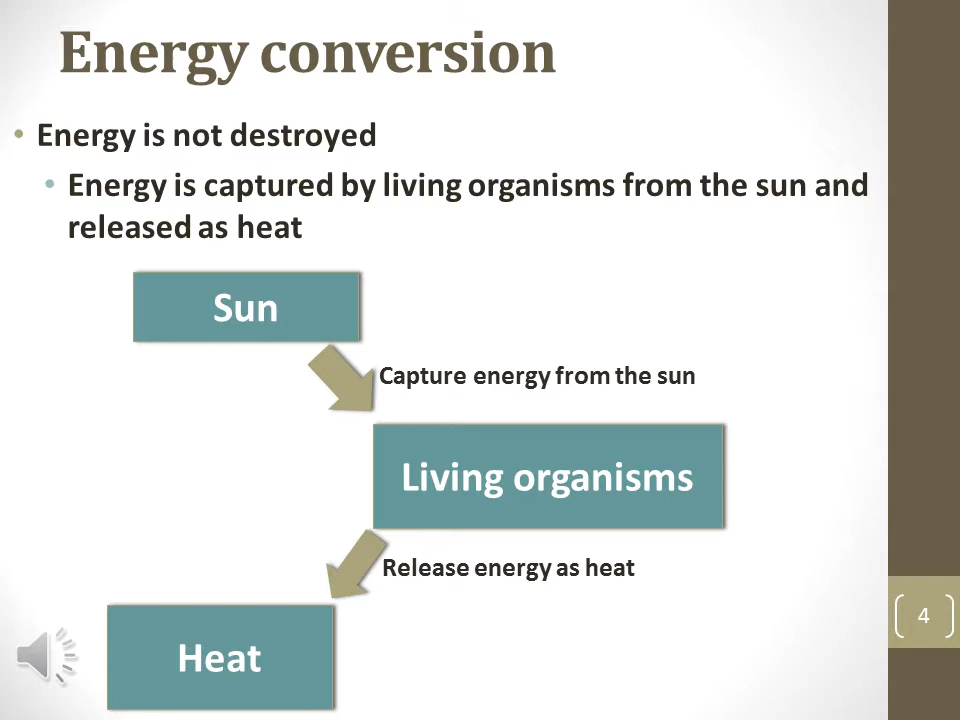 Energy conversion
• Energy is not destroyed
• Energy is captured by living organisms from the sun and
released as heat
Sun
Capture energy from the sun
Living organisms
Release energy as heat
4
Heat